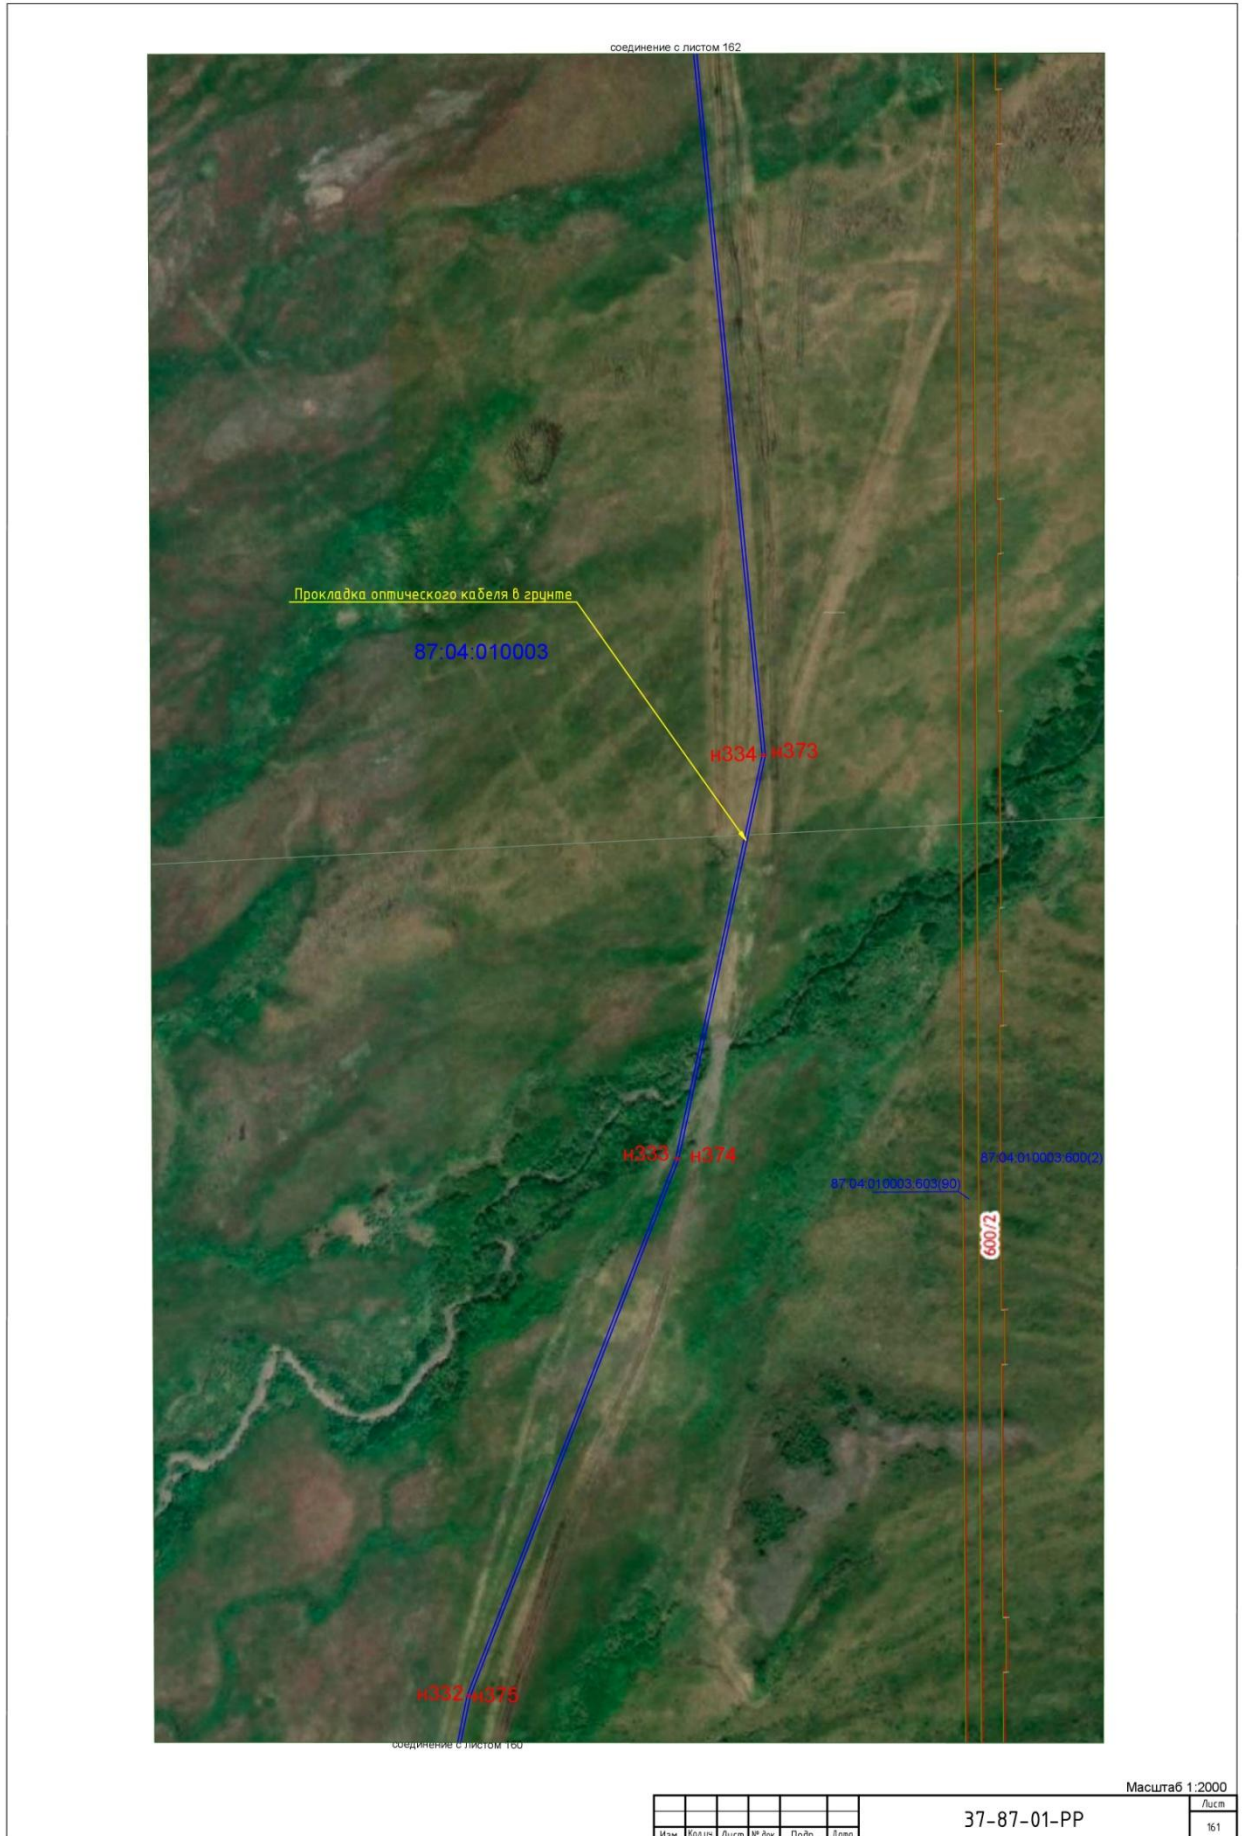 соединение с листом 162
Прокладка оптического кабеля в грунте
87:04:010003
н334 н373
н333 н374
87:04:010003:600(2)
87:04:010003:603(90)
600/2
н332 н375
соединение с листом 160
Масштаб 1:2000
37-87-01-РР
Лист
161
Изм. Кол.уч Лист № док. Подп. Дата